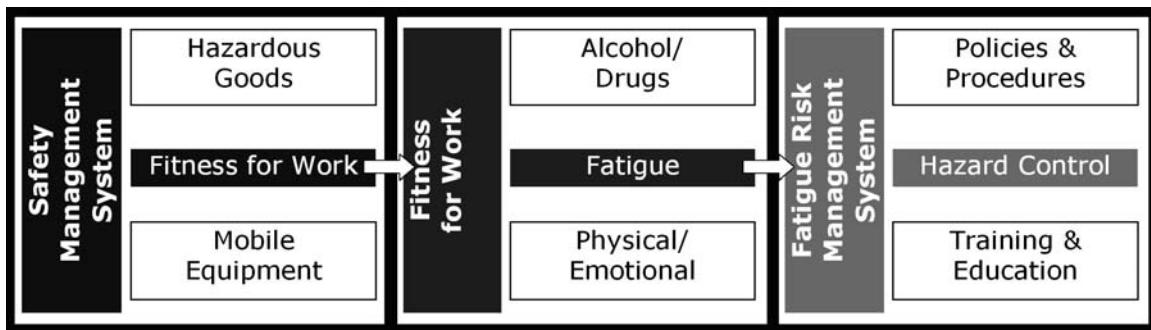 Safety
Management
System
Hazardous
Goods
Fitness for Work
Mobile
Equipment
Fitness
for Work
Alcohol/
Drugs
Fatigue
Physical/
Emotional
Fatigue Risk
Management
System
Policies &
Procedures
Hazard Control
Training &
Education